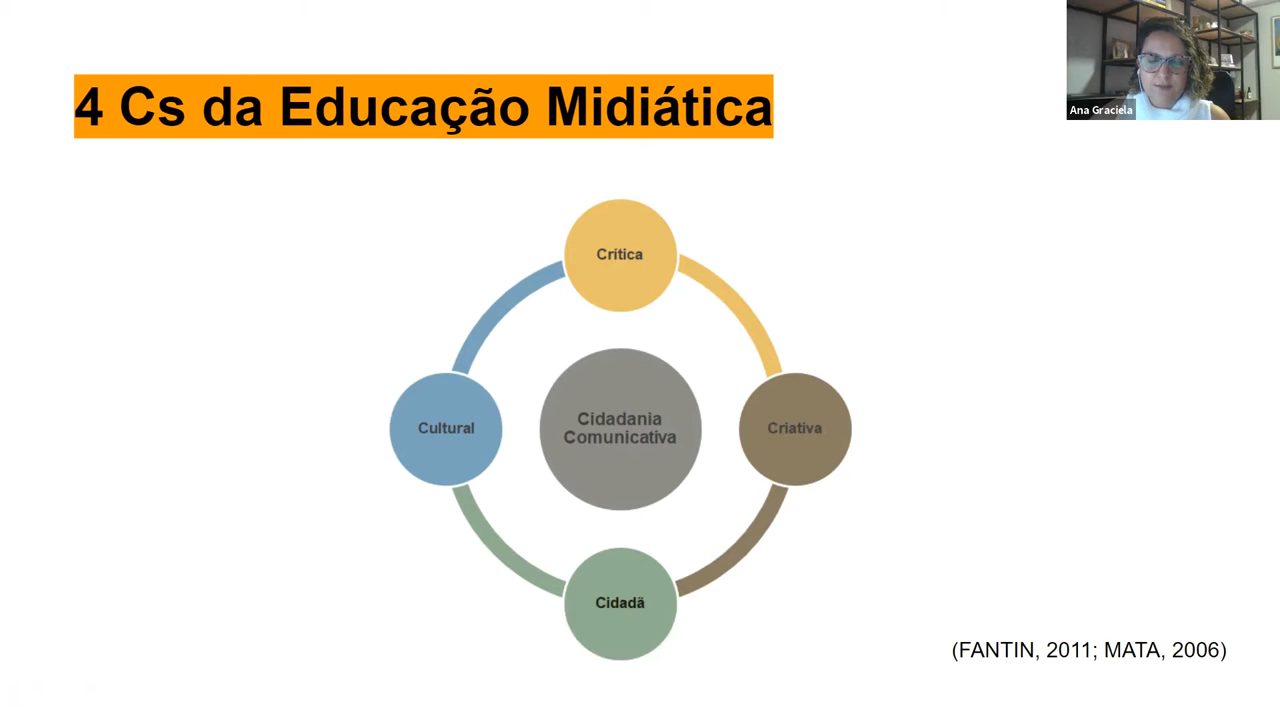 4 Cs da Educação Midiática
Ana Graciela
Crítica
Cultural
Cidadania
Comunicativa
Criativa
Cidadã
(FANTIN, 2011; MATA, 2006)